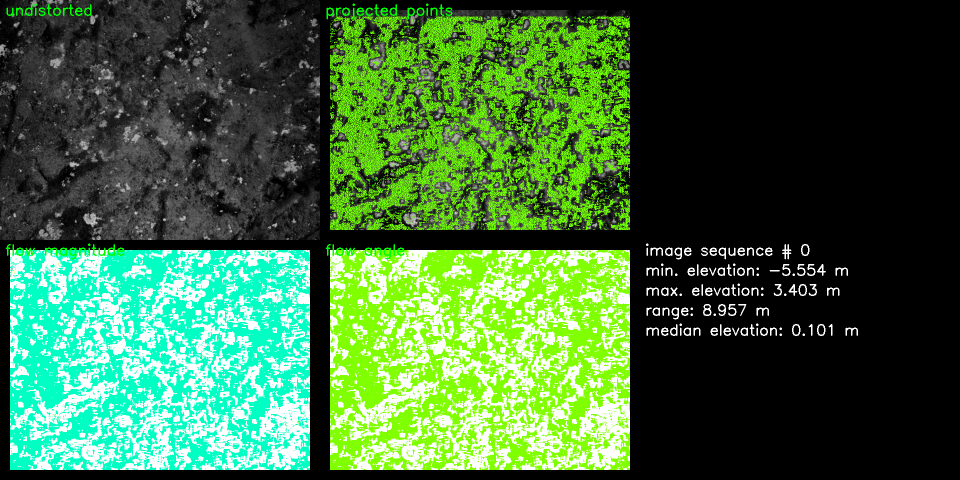 undistorted
projected points
flow magnitude
flow angle
image sequence # 0
min. elevation: -5.554 m
max. elevation: 3.403 m
range: 8.957 m
median elevation: 0.101 m